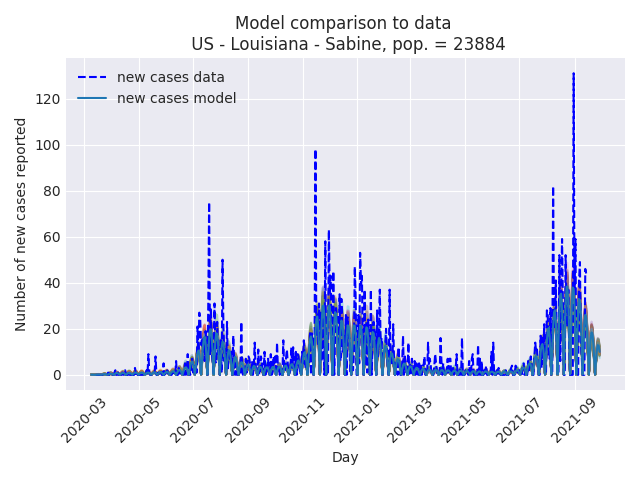 Model comparison to data
US - Louisiana - Sabine, pop. = 23884
new cases data
new cases model
Number of new cases reported
120
100
80
60
40
20
0
2020-03
2020-05
2020-07
2020-09
2020-11
2021-01
2021-03
2021-05
2021-07
2021-09
Day